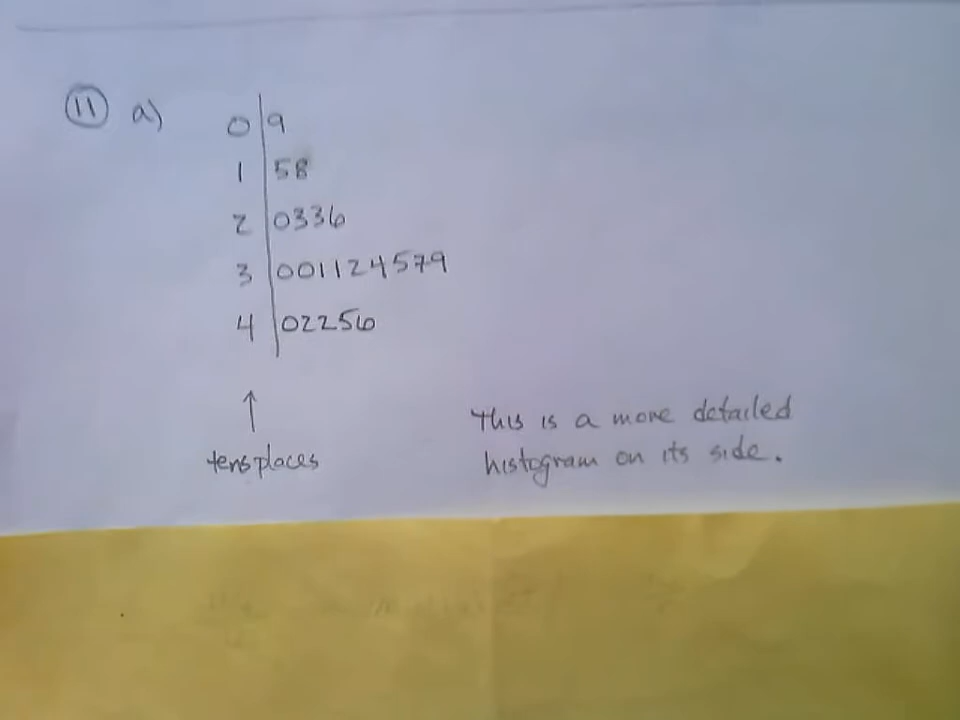 11 a) 0|9
1|58
2|0336
3|001124579
4|02256
↑
tens places
This is a more detailed
histogram on its side.